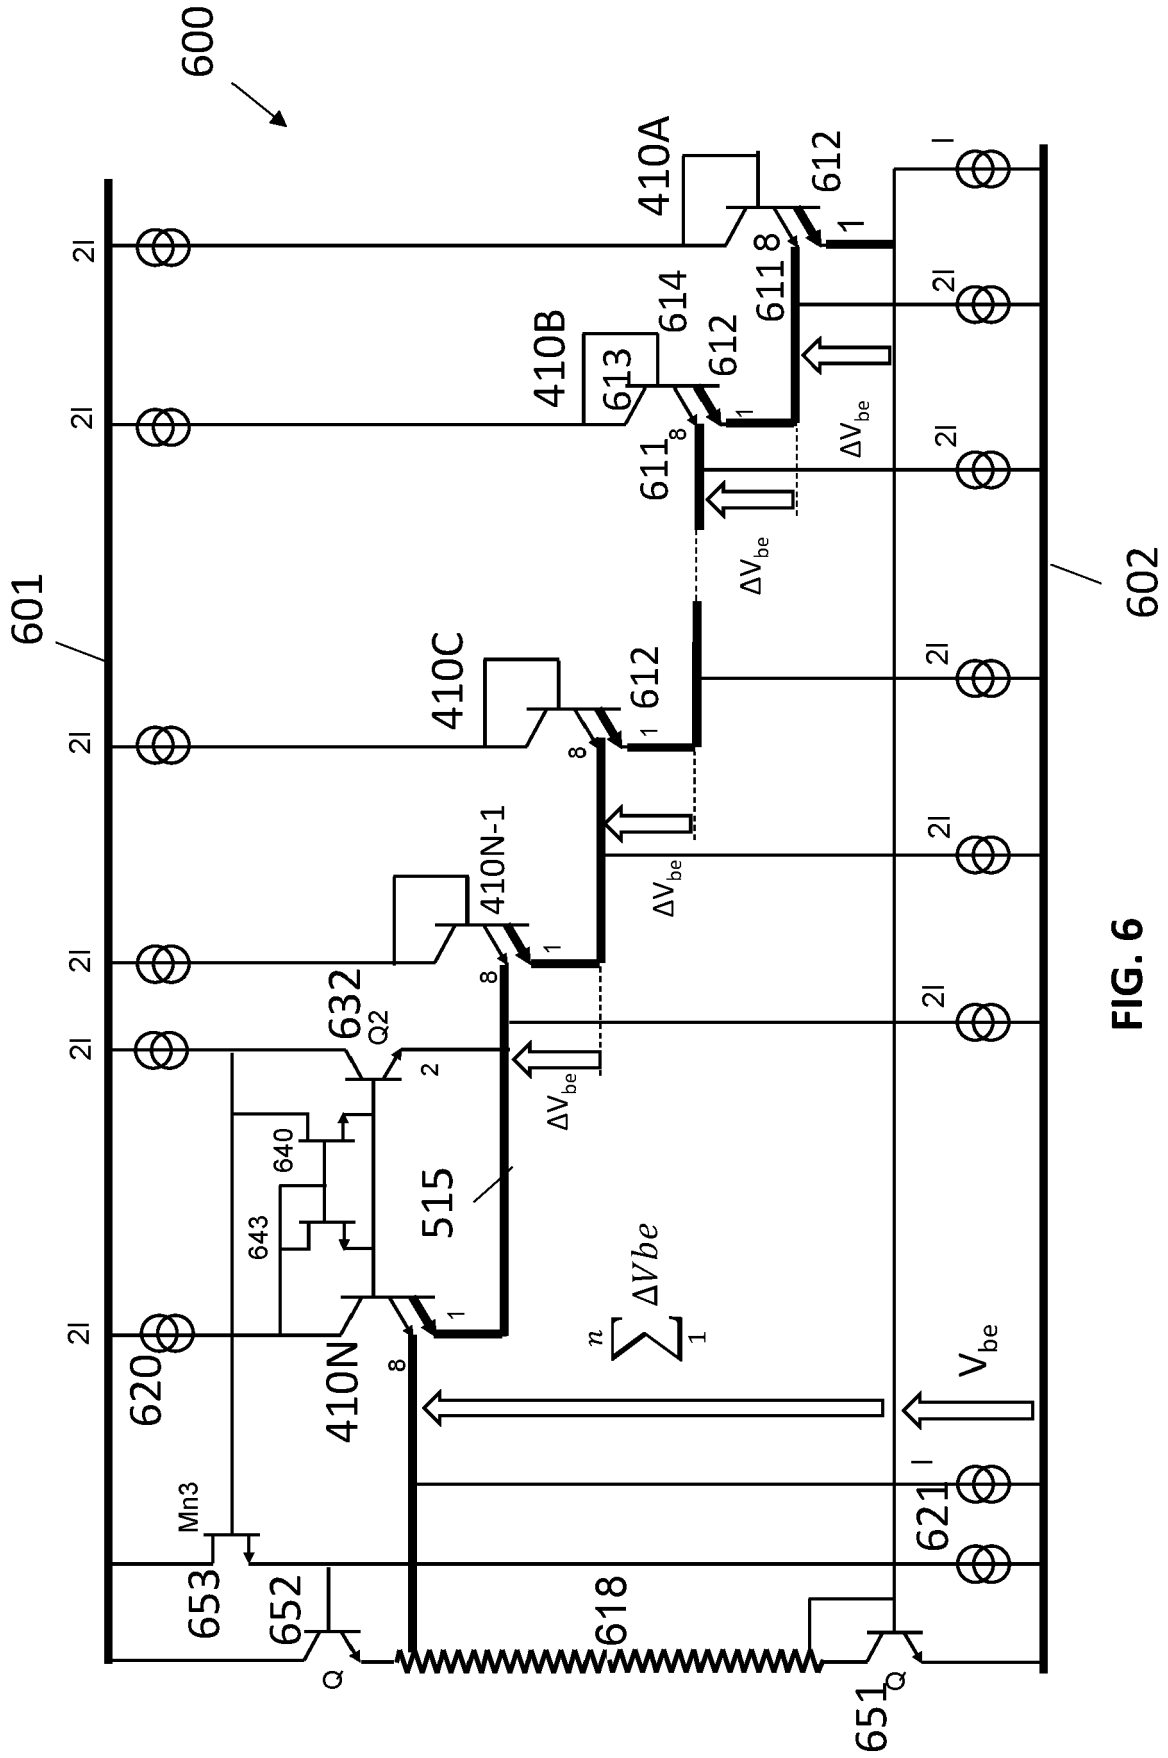 600
601
2I
2I
2I
2I
2I
2I
620
Mn3
653
652
Q
643
640
632
Q2
2
410N
8
1
515
410N-1
8
1
410C
8
1
612
410B
613
614
612
611
8
1
410A
8
611
612
1
ΔVbe
ΔVbe
ΔVbe
ΔVbe
n
∑ ΔVbe
1
Vbe
618
651
Q
621
I
2I
2I
2I
2I
2I
I
602
FIG. 6